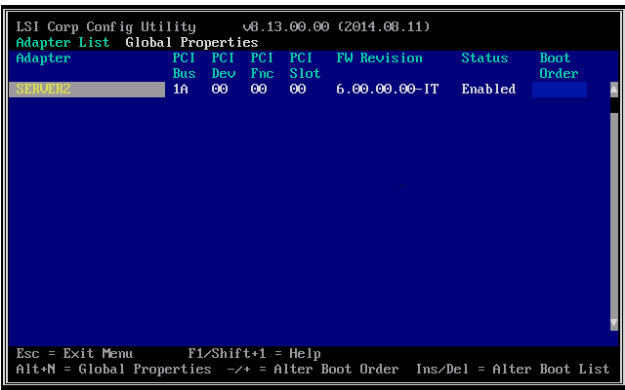 LSI Corp Config Utility v8.13.00.00 (2014.08.11)
Adapter List Global Properties
Adapter PCI PCI PCI PCI FW Revision Status Boot
Bus Dev Fnc Slot Order
SERVER2 1A 00 00 00 6.00.00.00-IT Enabled
Esc = Exit Menu F1/Shift+1 = Help
Alt+N = Global Properties -/+ = Alter Boot Order Ins/Del = Alter Boot List